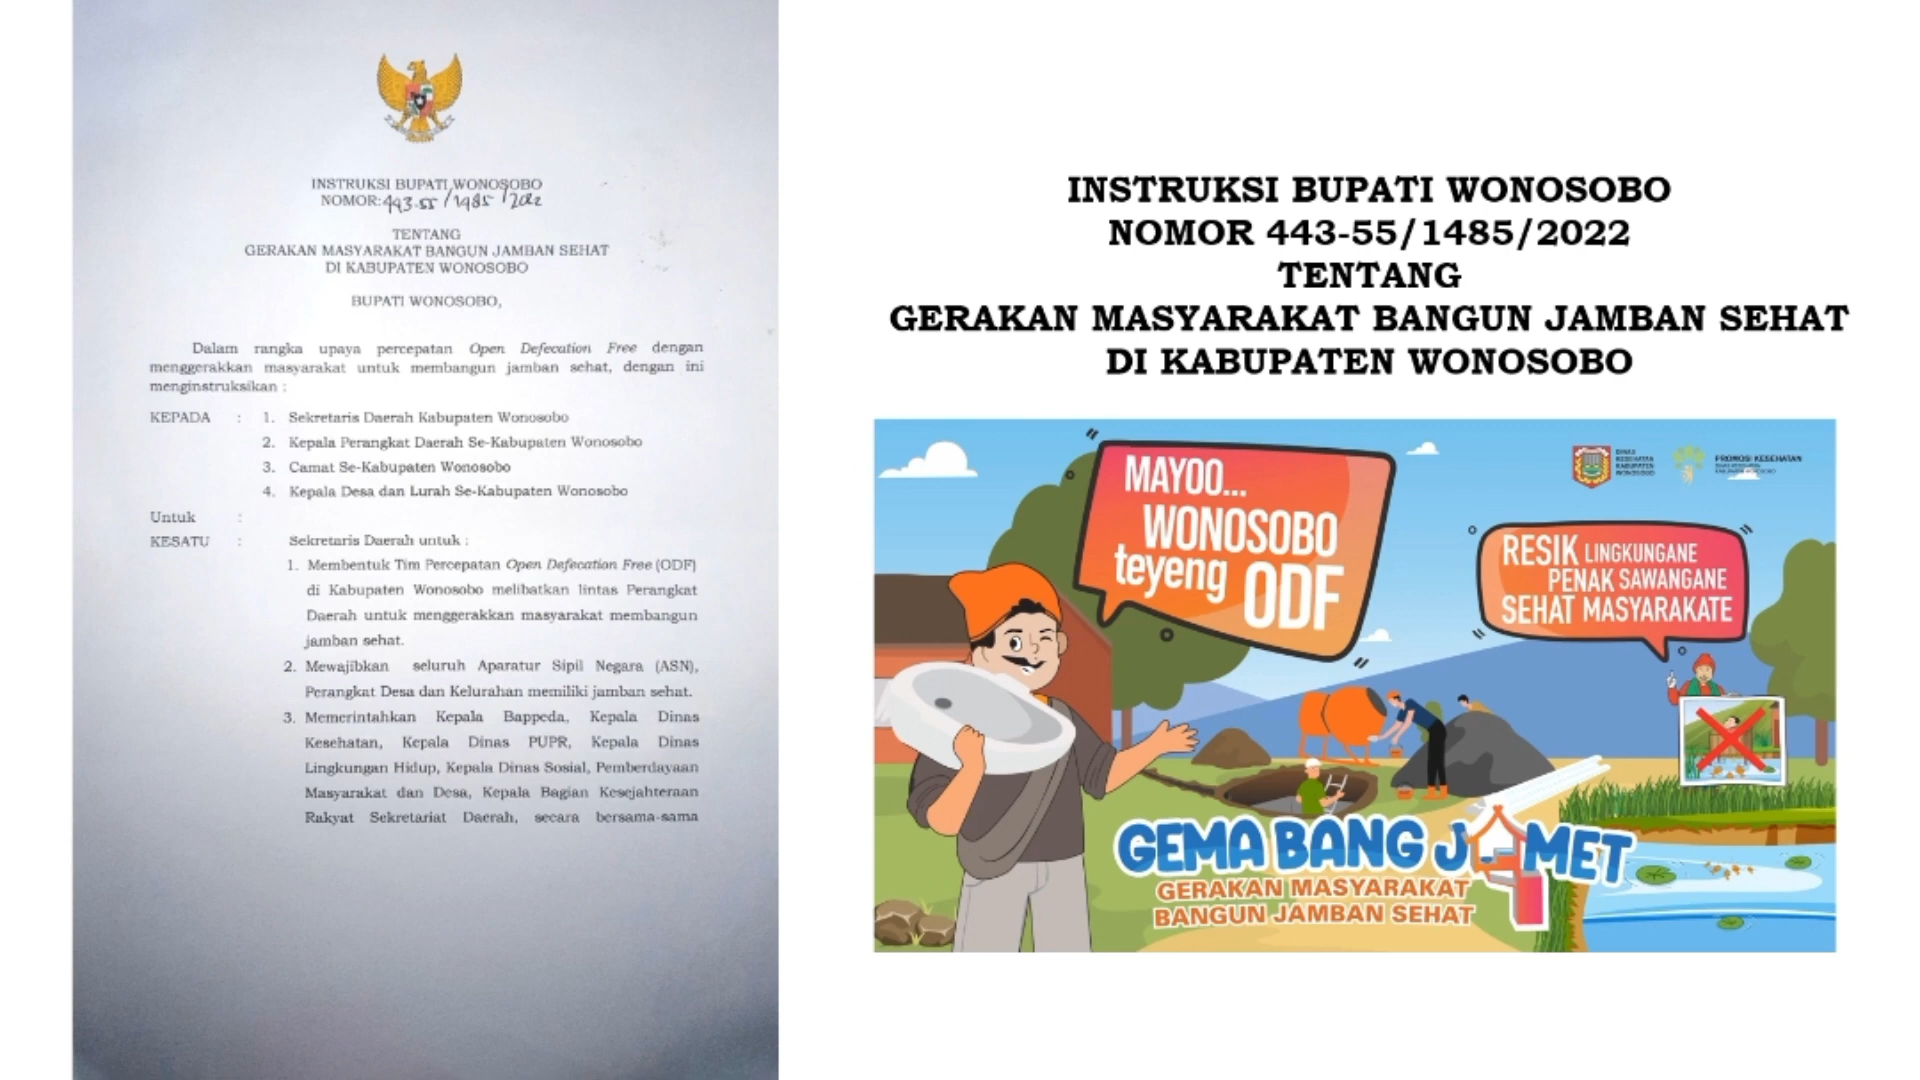 INSTRUKSI BUPATI WONOSOBO
NOMOR: 443-55/1485/2022
TENTANG
GERAKAN MASYARAKAT BANGUN JAMBAN SEHAT
DI KABUPATEN WONOSOBO
BUPATI WONOSOBO,
Dalam rangka upaya percepatan Open Defecation Free dengan
menggerakkan masyarakat untuk membangun jamban sehat, dengan ini
menginstruksikan :
KEPADA : 1. Sekretaris Daerah Kabupaten Wonosobo
2. Kepala Perangkat Daerah Se-Kabupaten Wonosobo
3. Camat Se-Kabupaten Wonosobo
4. Kepala Desa dan Lurah Se-Kabupaten Wonosobo
Untuk :
KESATU : Sekretaris Daerah untuk :
1. Membentuk Tim Percepatan Open Defecation Free (ODF)
di Kabupaten Wonosobo melibatkan lintas Perangkat
Daerah untuk menggerakkan masyarakat membangun
jamban sehat.
2. Mewajibkan seluruh Aparatur Sipil Negara (ASN),
Perangkat Desa dan Kelurahan memiliki jamban sehat.
3. Memerintahkan Kepala Bappeda, Kepala Dinas
Kesehatan, Kepala Dinas PUPR, Kepala Dinas
Lingkungan Hidup, Kepala Dinas Sosial, Pemberdayaan
Masyarakat dan Desa, Kepala Bagian Kesejahteraan
Rakyat Sekretariat Daerah, secara bersama-sama
INSTRUKSI BUPATI WONOSOBO
NOMOR 443-55/1485/2022
TENTANG
GERAKAN MASYARAKAT BANGUN JAMBAN SEHAT
DI KABUPATEN WONOSOBO
MAYOO...
WONOSOBO
teyeng ODF
DINAS
KESEHATAN
KABUPATEN
WONOSOBO
PROMOSI KESEHATAN
RESIK LINGKUNGANE
PENAK SAWANGANE
SEHAT MASYARAKATE
GEMA BANG JAMET
GERAKAN MASYARAKAT
BANGUN JAMBAN SEHAT